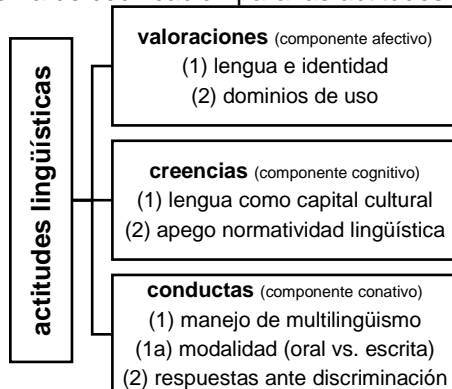 actitudes lingüísticas
valoraciones (componente afectivo)
(1) lengua e identidad
(2) dominios de uso
creencias (componente cognitivo)
(1) lengua como capital cultural
(2) apego normatividad lingüística
conductas (componente conativo)
(1) manejo de multilingüismo
(1a) modalidad (oral vs. escrita)
(2) respuestas ante discriminación